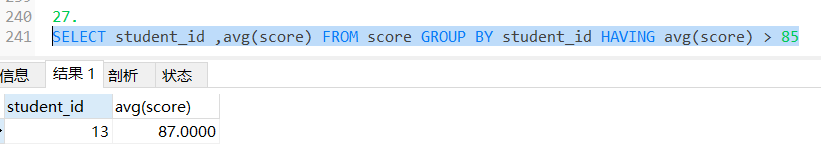 240 27.
241 SELECT student_id ,avg(score) FROM score GROUP BY student_id HAVING avg(score) > 85
信息 结果 1 剖析 状态
student_id avg(score)
13 87.0000